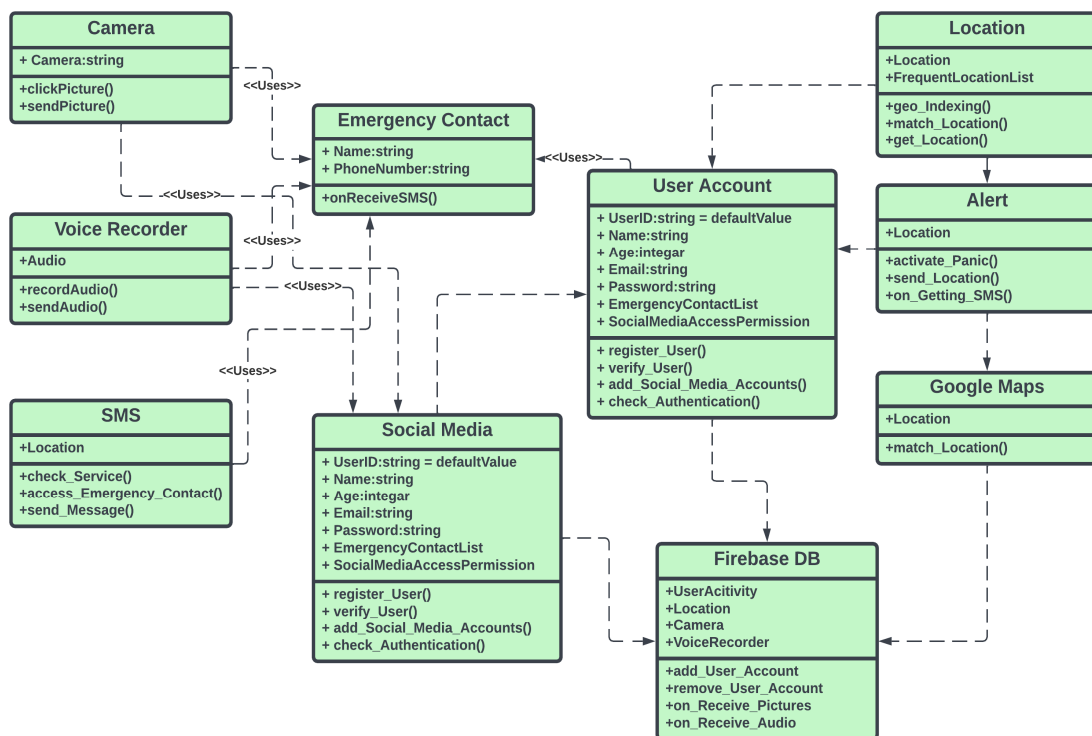 Camera
+ Camera:string
+clickPicture()
+sendPicture()
<<Uses>>
Emergency Contact
+ Name:string
+ PhoneNumber:string
+onReceiveSMS()
<<Uses>>
Location
+Location
+FrequentLocationList
+geo_Indexing()
+match_Location()
+get_Location()
<<Uses>>
Voice Recorder
+Audio
+recordAudio()
+sendAudio()
<<Uses>>
<<Uses>>
User Account
+ UserID:string = defaultValue
+ Name:string
+ Age:integar
+ Email:string
+ Password:string
+ EmergencyContactList
+ SocialMediaAccessPermission
+ register_User()
+ verify_User()
+ add_Social_Media_Accounts()
+ check_Authentication()
Alert
+Location
+activate_Panic()
+send_Location()
+on_Getting_SMS()
<<Uses>>
SMS
+Location
+check_Service()
+access_Emergency_Contact()
+send_Message()
Social Media
+ UserID:string = defaultValue
+ Name:string
+ Age:integar
+ Email:string
+ Password:string
+ EmergencyContactList
+ SocialMediaAccessPermission
+ register_User()
+ verify_User()
+ add_Social_Media_Accounts()
+ check_Authentication()
Google Maps
+Location
+match_Location()
Firebase DB
+UserAcitivity
+Location
+Camera
+VoiceRecorder
+add_User_Account
+remove_User_Account
+on_Receive_Pictures
+on_Receive_Audio